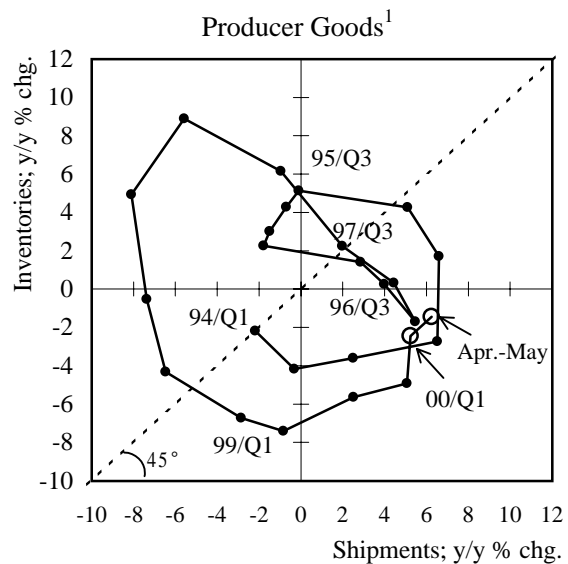 Producer Goods¹
Inventories; y/y % chg.
12
10
8
6
4
2
0
-2
-4
-6
-8
-10
95/Q3
97/Q3
96/Q3
94/Q1
Apr.-May
00/Q1
99/Q1
45°
-10 -8 -6 -4 -2 0 2 4 6 8 10 12
Shipments; y/y % chg.